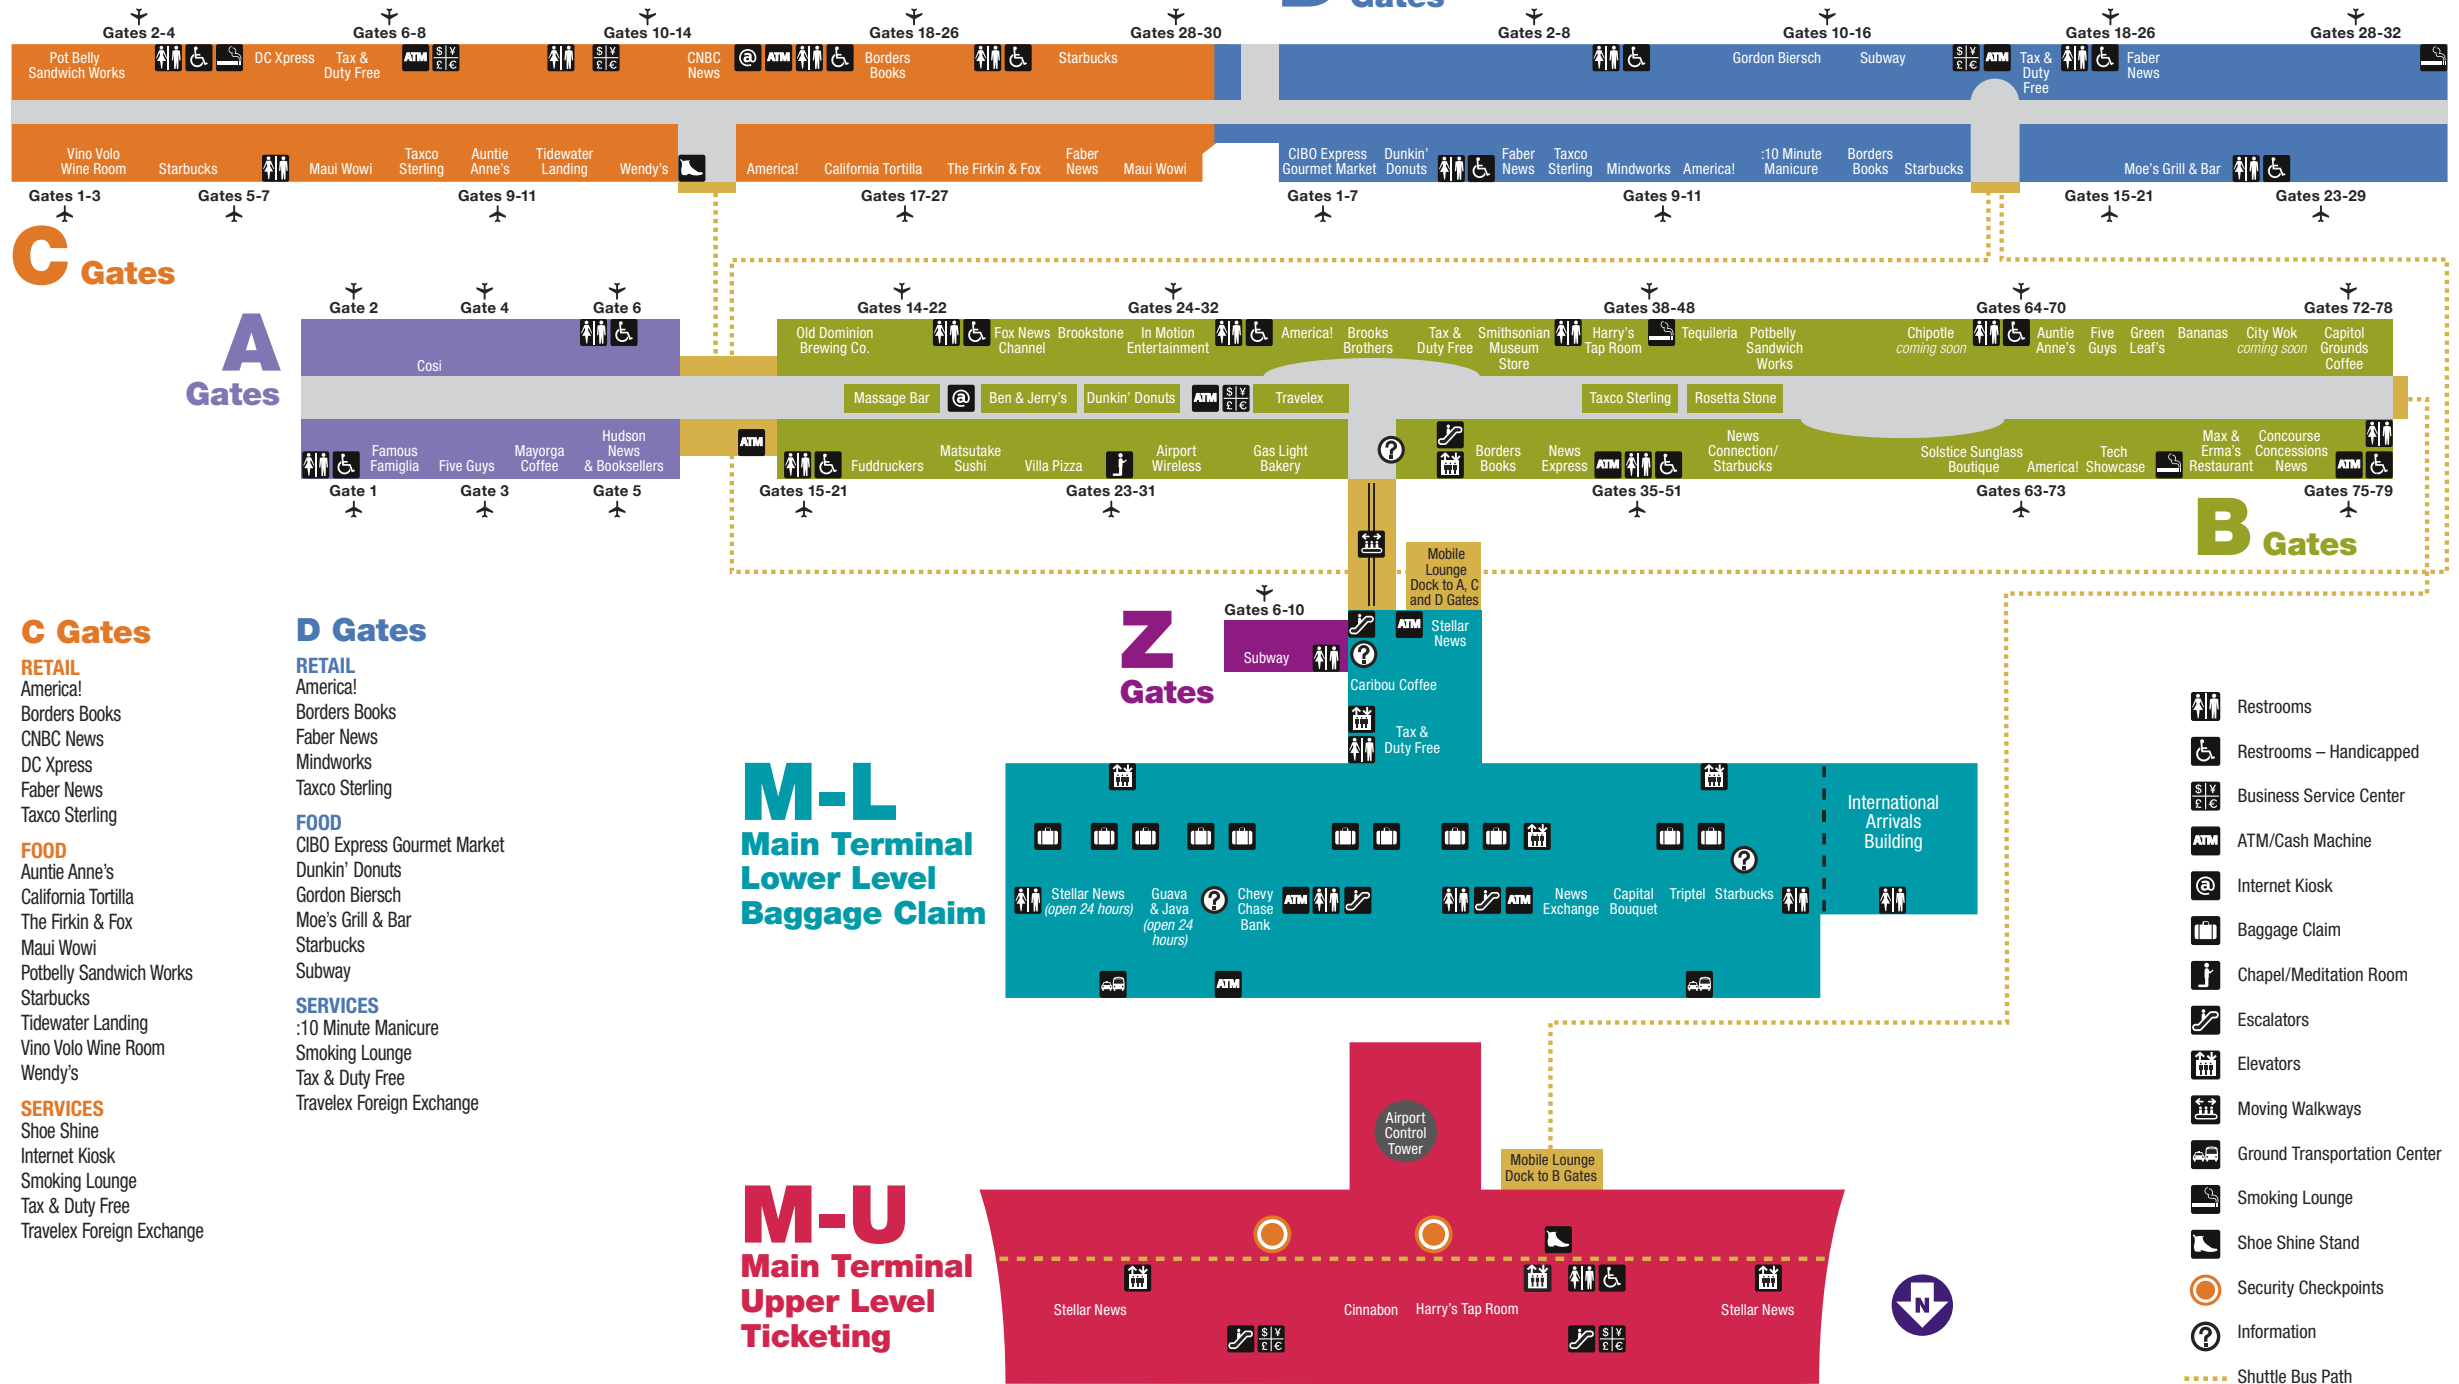 Gates
Gates 2-4
Gates 6-8
Gates 10-14
Gates 18-26
Gates 28-30
Gates 2-8
Gates 10-16
Gates 18-26
Gates 28-32
Pot Belly
Sandwich Works
DC Xpress
Tax &
Duty Free
ATM
$ ¥
£ €
$ ¥
£ €
CNBC
News
@
ATM
Borders
Books
Starbucks
Gordon Biersch
Subway
$ ¥
£ €
ATM
Tax &
Duty
Free
Faber
News
Vino Volo
Wine Room
Starbucks
Maui Wowi
Taxco
Sterling
Auntie
Anne's
Tidewater
Landing
Wendy's
America!
California Tortilla
The Firkin & Fox
Faber
News
Maui Wowi
CIBO Express
Gourmet Market
Dunkin'
Donuts
Faber
News
Taxco
Sterling
Mindworks
America!
:10 Minute
Manicure
Borders
Books
Starbucks
Moe's Grill & Bar
Gates 1-3
Gates 5-7
Gates 9-11
Gates 17-27
Gates 1-7
Gates 9-11
Gates 15-21
Gates 23-29
C Gates
Gate 2
Gate 4
Gate 6
Gates 14-22
Gates 24-32
Gates 38-48
Gates 64-70
Gates 72-78
A
Gates
Cosi
Old Dominion
Brewing Co.
Fox News
Channel
Brookstone
In Motion
Entertainment
America!
Brooks
Brothers
Tax &
Duty Free
Smithsonian
Museum
Store
Harry's
Tap Room
Tequileria
Potbelly
Sandwich
Works
Chipotle
coming soon
Auntie
Anne's
Five
Guys
Green
Leaf's
Bananas
City Wok
coming soon
Capitol
Grounds
Coffee
Massage Bar
@
Ben & Jerry's
Dunkin' Donuts
ATM
$ ¥
£ €
Travelex
Taxco Sterling
Rosetta Stone
Famous
Famiglia
Five Guys
Mayorga
Coffee
Hudson
News
& Booksellers
ATM
Fuddruckers
Matsutake
Sushi
Villa Pizza
Airport
Wireless
Gas Light
Bakery
?
Borders
Books
News
Express
ATM
News
Connection/
Starbucks
Solstice Sunglass
Boutique
America!
Tech
Showcase
Max &
Erma's
Restaurant
Concourse
Concessions
News
ATM
Gate 1
Gate 3
Gate 5
Gates 15-21
Gates 23-31
Gates 35-51
Gates 63-73
Gates 75-79
B Gates
Mobile
Lounge
Dock to A, C
and D Gates
Gates 6-10
Z
Gates
Subway
ATM
Stellar
News
?
Caribou Coffee
Tax &
Duty Free
C Gates
RETAIL
America!
Borders Books
CNBC News
DC Xpress
Faber News
Taxco Sterling
FOOD
Auntie Anne's
California Tortilla
The Firkin & Fox
Maui Wowi
Potbelly Sandwich Works
Starbucks
Tidewater Landing
Vino Volo Wine Room
Wendy's
SERVICES
Shoe Shine
Internet Kiosk
Smoking Lounge
Tax & Duty Free
Travelex Foreign Exchange
D Gates
RETAIL
America!
Borders Books
Faber News
Mindworks
Taxco Sterling
FOOD
CIBO Express Gourmet Market
Dunkin' Donuts
Gordon Biersch
Moe's Grill & Bar
Starbucks
Subway
SERVICES
:10 Minute Manicure
Smoking Lounge
Tax & Duty Free
Travelex Foreign Exchange
M-L
Main Terminal
Lower Level
Baggage Claim
International
Arrivals
Building
?
Stellar News
(open 24 hours)
Guava
& Java
(open 24
hours)
?
Chevy
Chase
Bank
ATM
ATM
News
Exchange
Capital
Bouquet
Triptel
Starbucks
ATM
Airport
Control
Tower
Mobile Lounge
Dock to B Gates
M-U
Main Terminal
Upper Level
Ticketing
Stellar News
Cinnabon
Harry's Tap Room
Stellar News
$ ¥
£ €
$ ¥
£ €
N
Restrooms
Restrooms – Handicapped
$ ¥
£ €
Business Service Center
ATM
ATM/Cash Machine
@
Internet Kiosk
Baggage Claim
Chapel/Meditation Room
Escalators
Elevators
Moving Walkways
Ground Transportation Center
Smoking Lounge
Shoe Shine Stand
Security Checkpoints
?
Information
Shuttle Bus Path